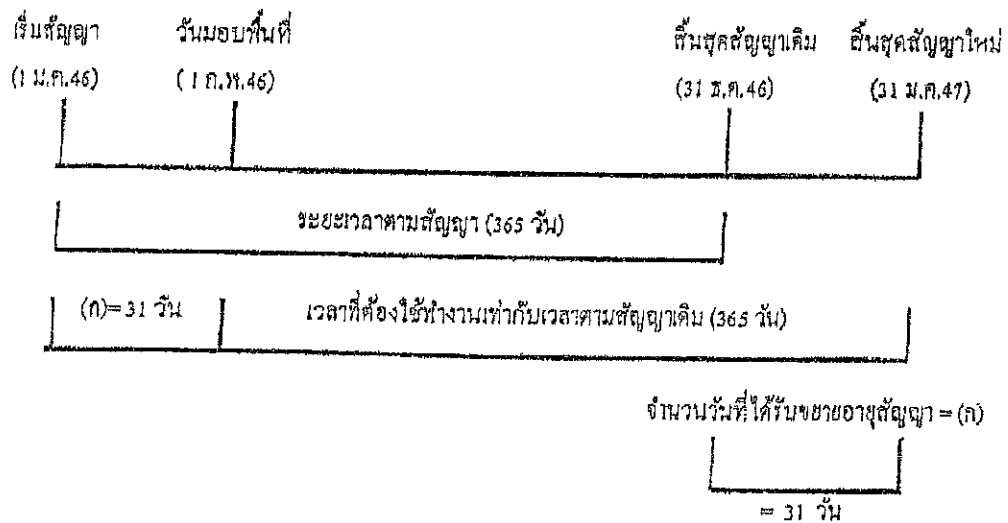 เริ่มสัญญา วันมอบพื้นที่ สิ้นสุดสัญญาเดิม สิ้นสุดสัญญาใหม่
(1 ม.ค.46) (1 ก.พ.46) (31 ธ.ค.46) (31 ม.ค.47)
ระยะเวลาตามสัญญา (365 วัน)
(ก)=31 วัน เวลาที่ต้องใช้ทำงานเท่ากับเวลาตามสัญญาเดิม (365 วัน)
จำนวนวันที่ได้รับขยายอายุสัญญา = (ก)
= 31 วัน